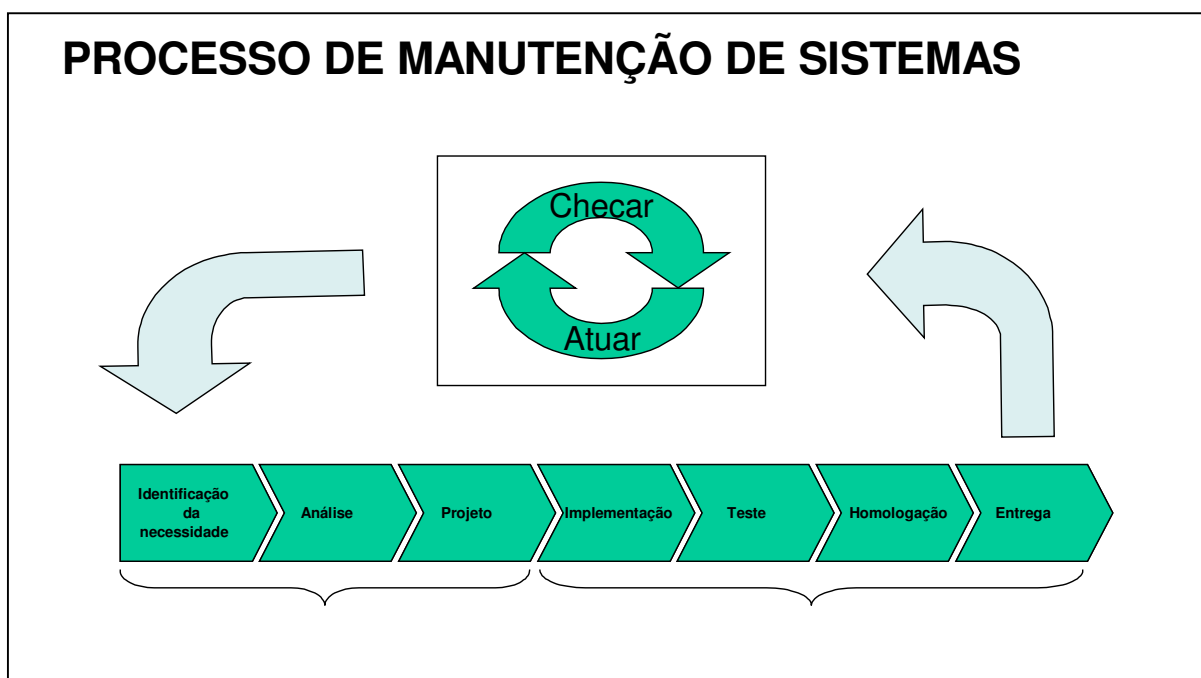 PROCESSO DE MANUTENÇÃO DE SISTEMAS
Checar
Atuar
Identificação
da
necessidade
Análise
Projeto
Implementação
Teste
Homologação
Entrega